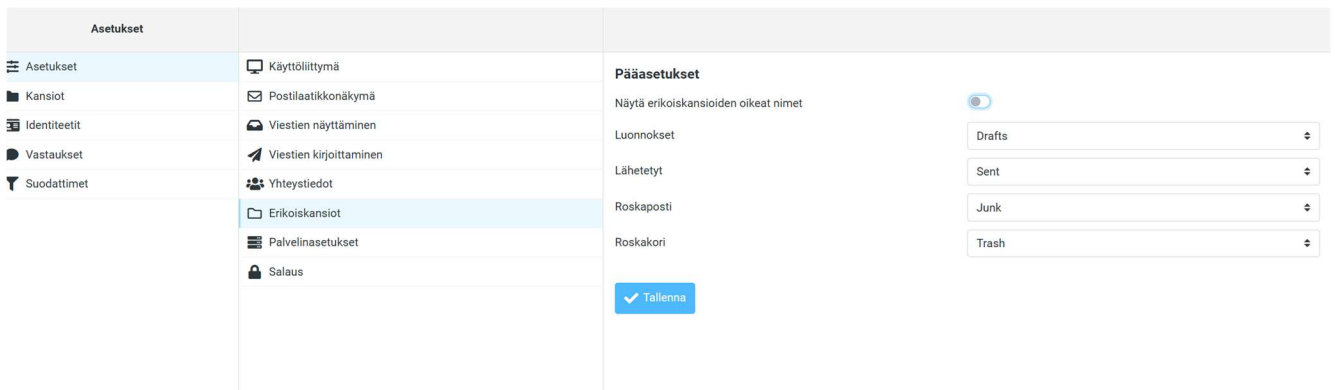 Asetukset
Asetukset
Kansiot
Identiteetit
Vastaukset
Suodattimet
Käyttöliittymä
Postilaatikkonäkymä
Viestien näyttäminen
Viestien kirjoittaminen
Yhteystiedot
Erikoiskansiot
Palvelinasetukset
Salaus
Pääasetukset
Näytä erikoiskansioiden oikeat nimet
Luonnokset Drafts
Lähetetyt Sent
Roskaposti Junk
Roskakori Trash
Tallenna